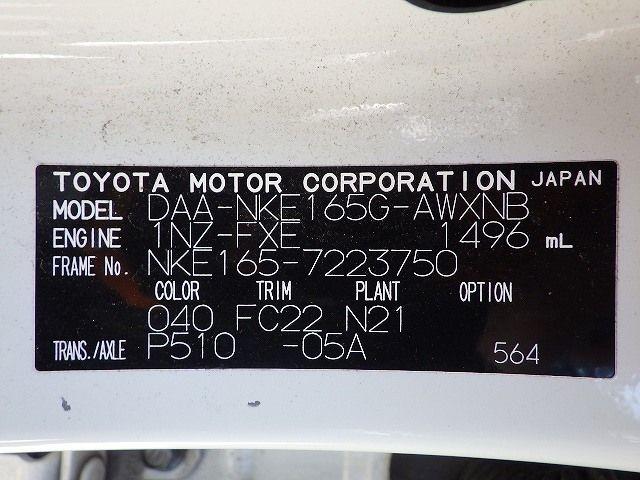 TOYOTA MOTOR CORPORATION JAPAN
MODEL DAA-NKE165G-AWXNB
ENGINE 1NZ-FXE 1496 mL
FRAME No. NKE165-7223750
COLOR TRIM PLANT OPTION
040 FC22 N21
TRANS./AXLE P510 -05A 564